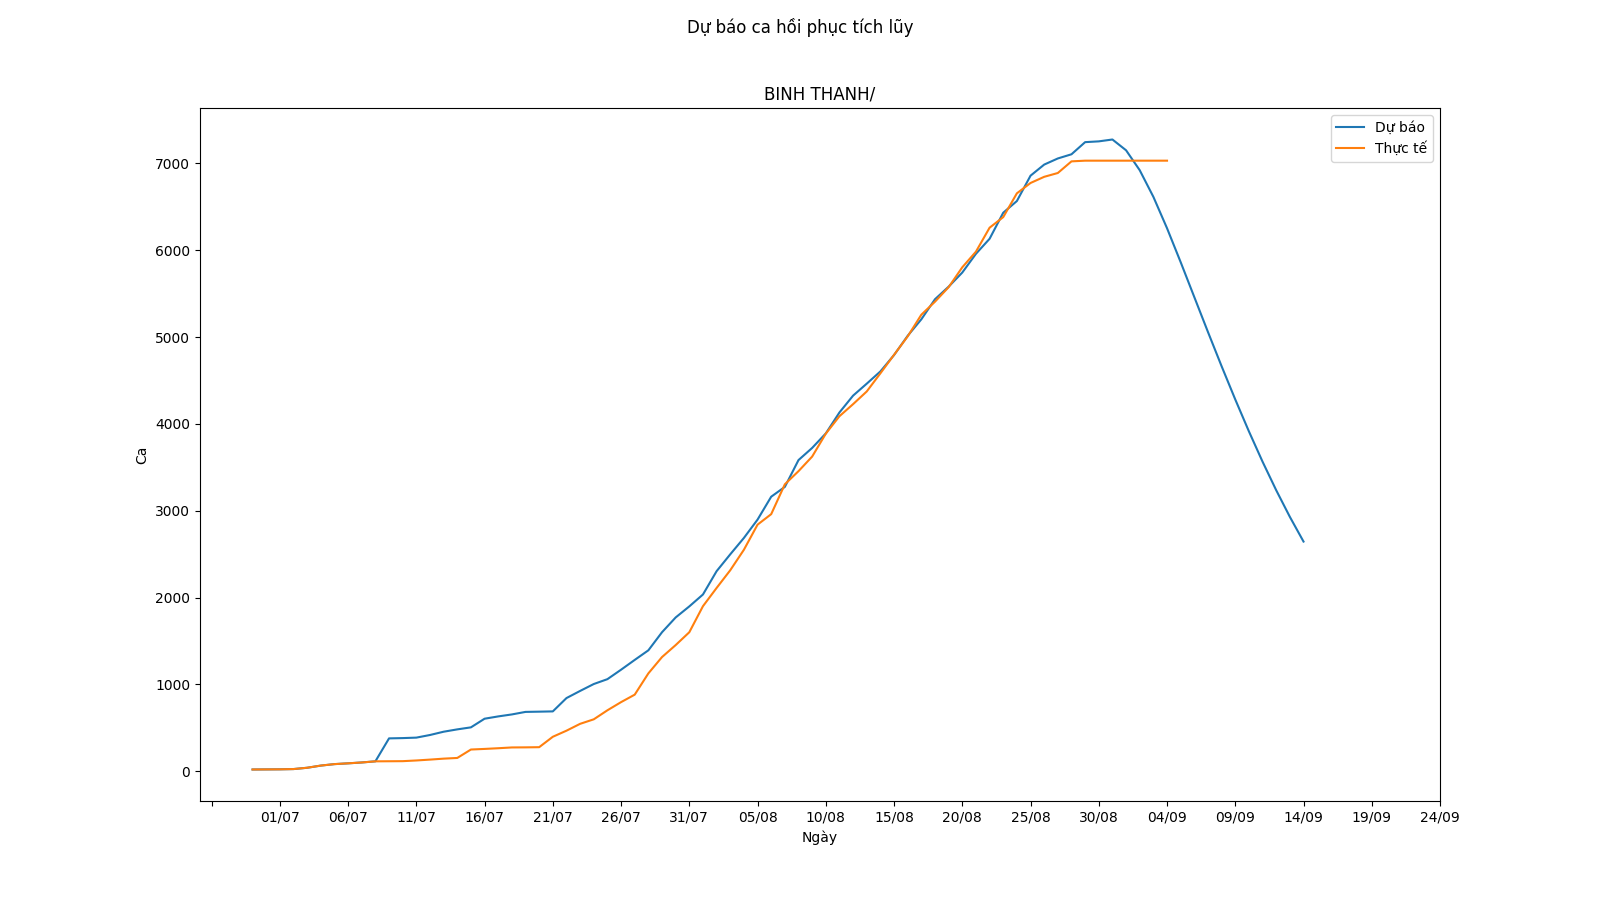 Dự báo ca hồi phục tích lũy
BINH THANH/
Dự báo
Thực tế
7000
6000
5000
4000
3000
2000
1000
0
Ca
01/07 06/07 11/07 16/07 21/07 26/07 31/07 05/08 10/08 15/08 20/08 25/08 30/08 04/09 09/09 14/09 19/09 24/09
Ngày